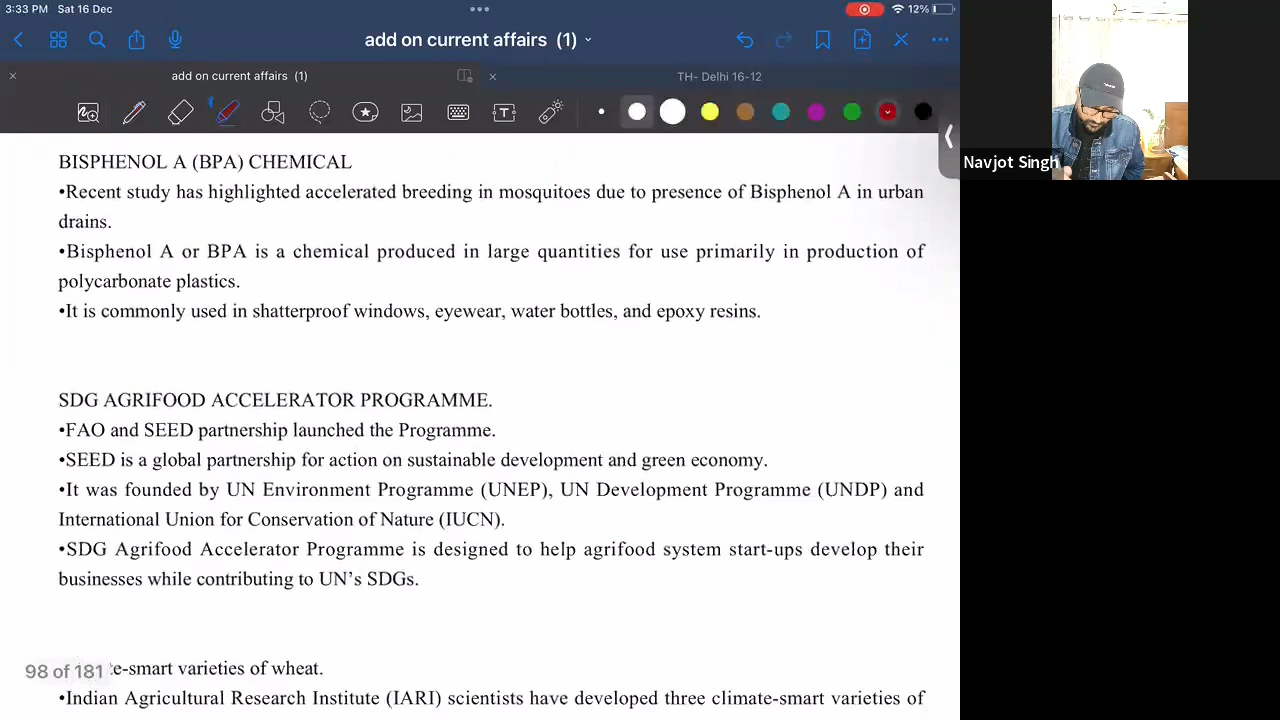 3:33 PM Sat 16 Dec
12%
add on current affairs (1)
add on current affairs (1)
TH- Delhi 16-12
T
Navjot Singh
BISPHENOL A (BPA) CHEMICAL
•Recent study has highlighted accelerated breeding in mosquitoes due to presence of Bisphenol A in urban
drains.
•Bisphenol A or BPA is a chemical produced in large quantities for use primarily in production of
polycarbonate plastics.
•It is commonly used in shatterproof windows, eyewear, water bottles, and epoxy resins.
SDG AGRIFOOD ACCELERATOR PROGRAMME.
•FAO and SEED partnership launched the Programme.
•SEED is a global partnership for action on sustainable development and green economy.
•It was founded by UN Environment Programme (UNEP), UN Development Programme (UNDP) and
International Union for Conservation of Nature (IUCN).
•SDG Agrifood Accelerator Programme is designed to help agrifood system start-ups develop their
businesses while contributing to UN’s SDGs.
98 of 181
e-smart varieties of wheat.
•Indian Agricultural Research Institute (IARI) scientists have developed three climate-smart varieties of